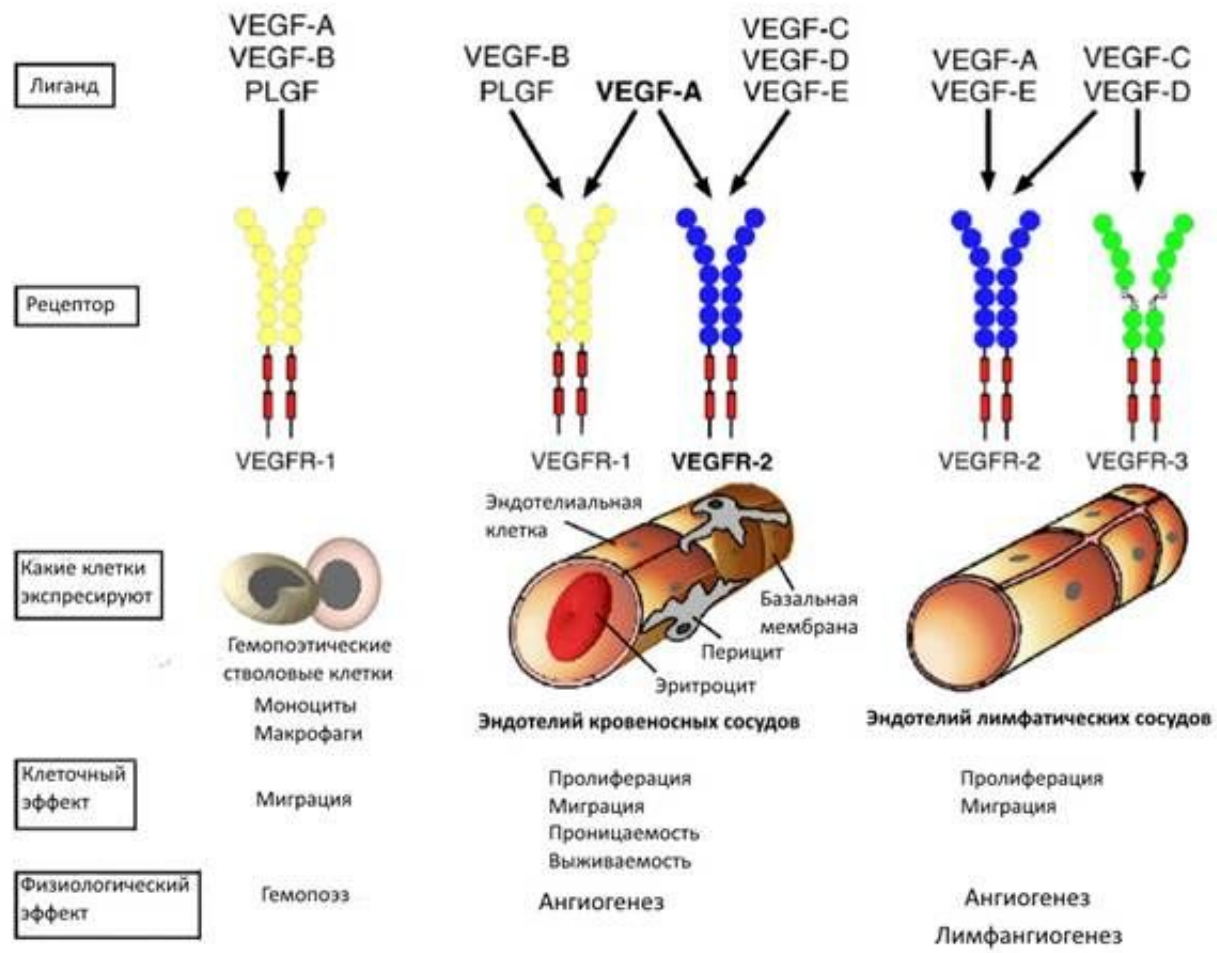 VEGF-A
VEGF-B
PLGF
VEGF-B
PLGF
VEGF-A
VEGF-C
VEGF-D
VEGF-E
VEGF-A
VEGF-E
VEGF-C
VEGF-D
Лиганд
Рецептор
VEGFR-1
VEGFR-1
VEGFR-2
VEGFR-2
VEGFR-3
Какие клетки
экспресируют
Гемопоэтические
стволовые клетки
Моноциты
Макрофаги
Эндотелиальная
клетка
Базальная
мембрана
Перицит
Эритроцит
Эндотелий кровеносных сосудов
Эндотелий лимфатических сосудов
Клеточный
эффект
Миграция
Пролиферация
Миграция
Проницаемость
Выживаемость
Пролиферация
Миграция
Физиологический
эффект
Гемопоэз
Ангиогенез
Ангиогенез
Лимфангиогенез